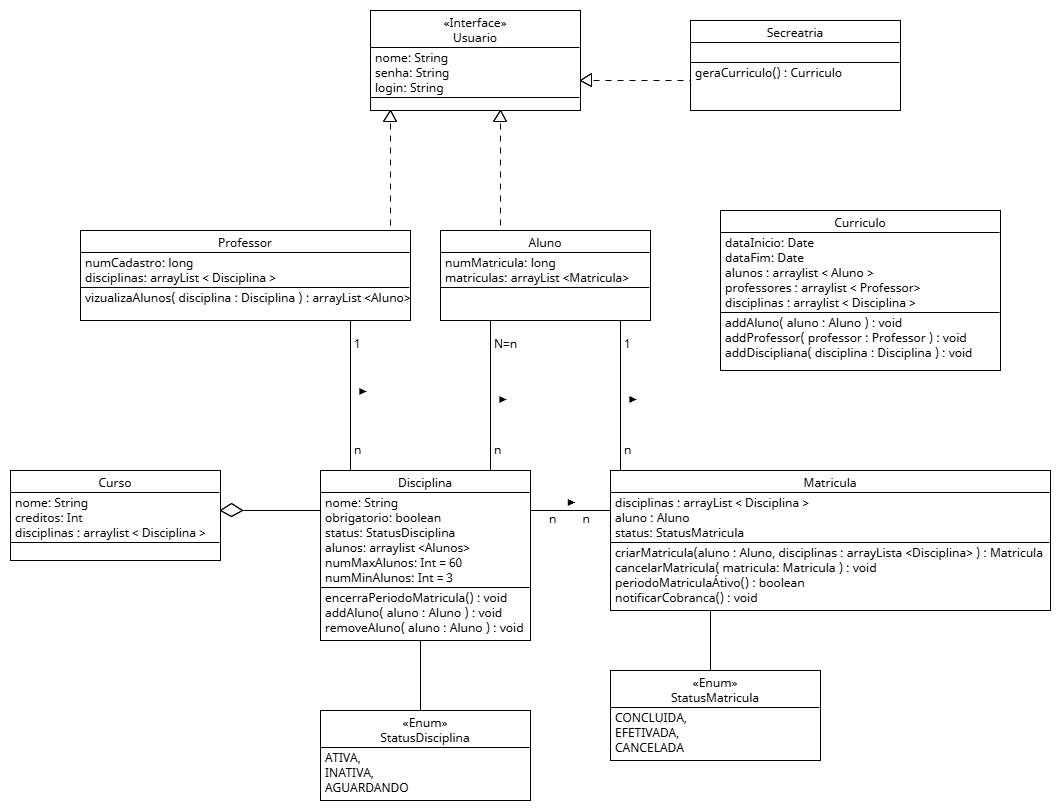 «Interface»
Usuario
nome: String
senha: String
login: String
Secreatria
geraCurriculo() : Curriculo
Professor
numCadastro: long
disciplinas: arrayList < Disciplina >
vizualizaAlunos( disciplina : Disciplina ) : arrayList <Aluno>
Aluno
numMatricula: long
matriculas: arrayList <Matricula>
Curriculo
dataInicio: Date
dataFim: Date
alunos : arraylist < Aluno >
professores : arraylist < Professor>
disciplinas : arraylist < Disciplina >
addAluno( aluno : Aluno ) : void
addProfessor( professor : Professor ) : void
addDiscipliana ( disciplina : Disciplina ) : void
1
N=n
1
n
n
n
Curso
nome: String
creditos: Int
disciplinas : arraylist < Disciplina >
Disciplina
nome: String
obrigatorio: boolean
status: StatusDisciplina
alunos: arraylist <Alunos>
numMaxAlunos: Int = 60
numMinAlunos: Int = 3
encerraPeriodoMatricula() : void
addAluno( aluno : Aluno ) : void
removeAluno( aluno : Aluno ) : void
n
n
Matricula
disciplinas : arrayList < Disciplina >
aluno : Aluno
status: StatusMatricula
criarMatricula(aluno : Aluno, disciplinas : arrayLista <Disciplina> ) : Matricula
cancelarMatricula( matricula: Matricula ) : void
periodoMatriculaÁtivo() : boolean
notificarCobranca() : void
«Enum»
StatusDisciplina
ATIVA,
INATIVA,
AGUARDANDO
«Enum»
StatusMatricula
CONCLUIDA,
EFETIVADA,
CANCELADA